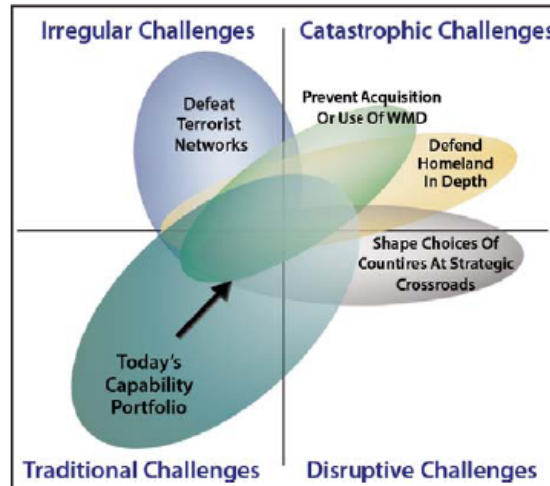 Irregular Challenges
Catastrophic Challenges
Defeat
Terrorist
Networks
Prevent Acquisition
Or Use Of WMD
Defend
Homeland
In Depth
Shape Choices Of
Countires At Strategic
Crossroads
Today's
Capability
Portfolio
Traditional Challenges
Disruptive Challenges